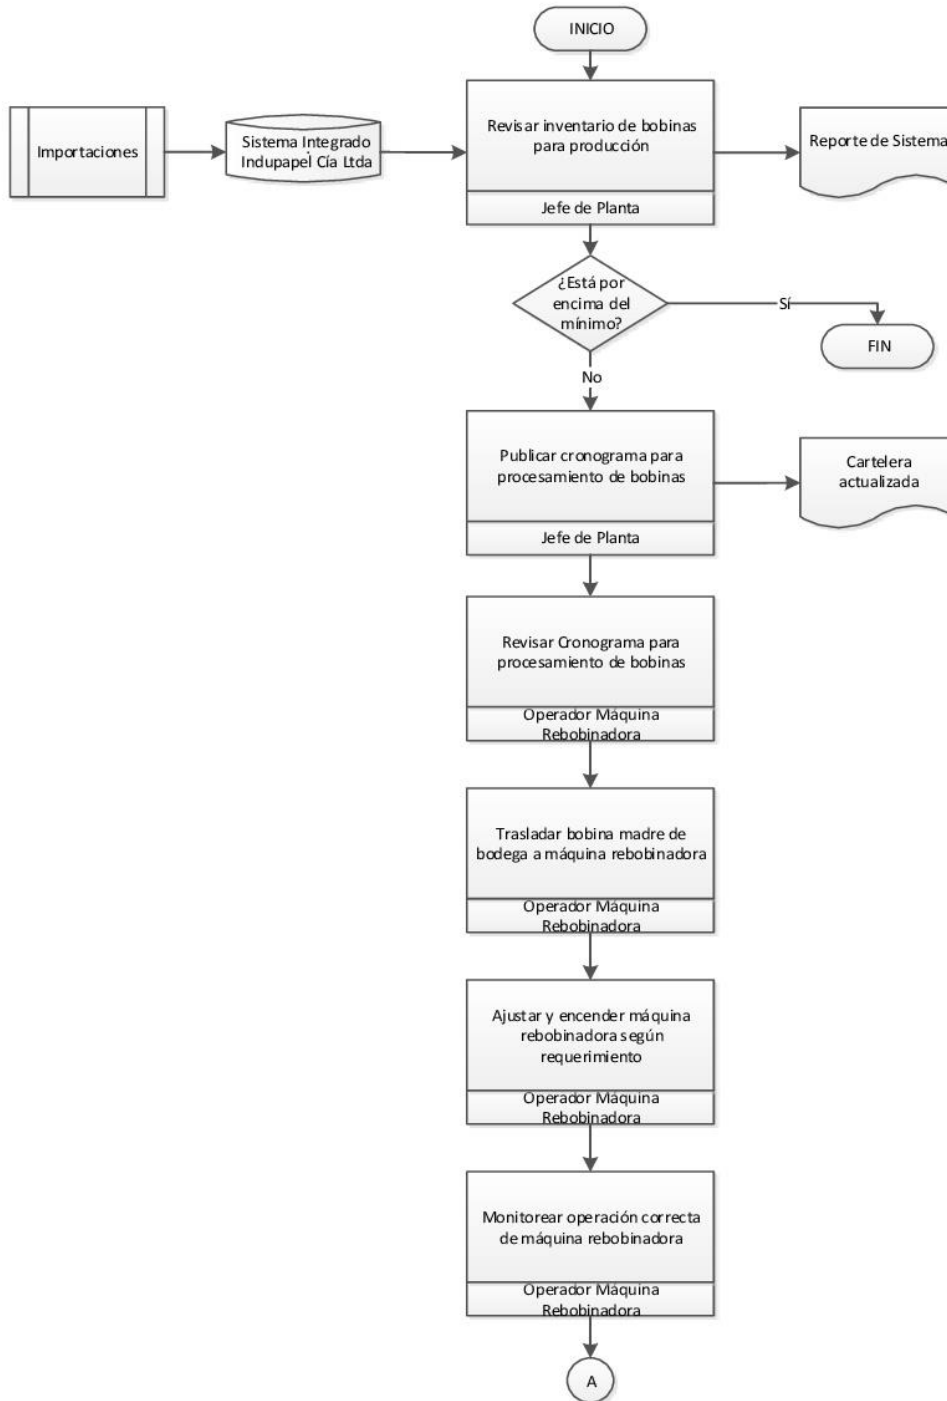 INICIO
Importaciones
Sistema Integrado
Indupapel Cía Ltda
.
Revisar inventario de bobinas
para producción
Jefe de Planta
Reporte de Sistema
¿Está por
encima del
mínimo?
Sí
FIN
No
Publicar cronograma para
procesamiento de bobinas
Jefe de Planta
Cartelera
actualizada
Revisar Cronograma para
procesamiento de bobinas
Operador Máquina
Rebobinadora
Trasladar bobina madre de
bodega a máquina rebobinadora
Operador Máquina
Rebobinadora
Ajustar y encender máquina
rebobinadora según
requerimiento
Operador Máquina
Rebobinadora
Monitorear operación correcta
de máquina rebobinadora
Operador Máquina
Rebobinadora
A